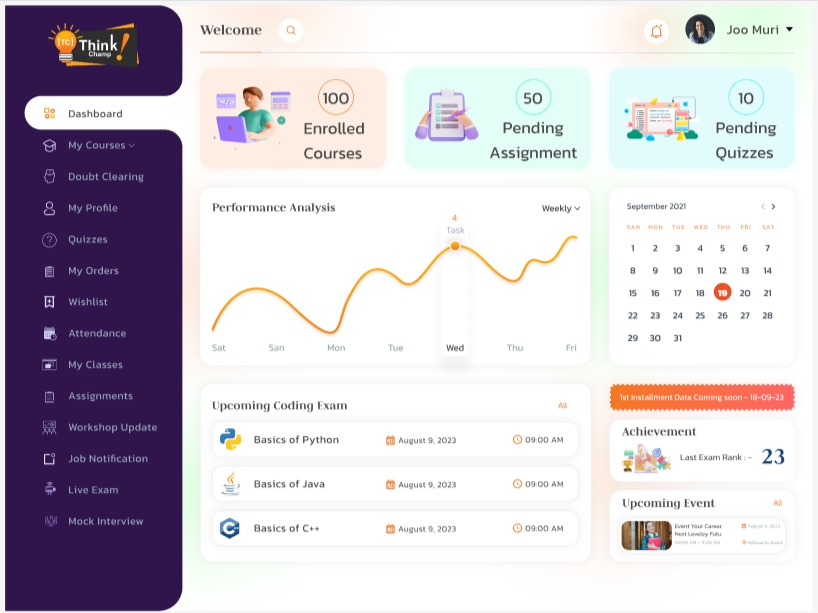 TC
Think
Champ
Dashboard
My Courses
Doubt Clearing
My Profile
Quizzes
My Orders
Wishlist
Attendance
My Classes
Assignments
Workshop Update
Job Notification
Live Exam
Mock Interview
Welcome
Joo Muri
100
Enrolled
Courses
50
Pending
Assignment
10
Pending
Quizzes
Performance Analysis
Weekly
4
Task
Sat San Mon Tue Wed Thu Fri
September 2021
SAN MON TUE WED THU FRI SAT
1 2 3 4 5 6 7
8 9 10 11 12 13 14
15 16 17 18 19 20 21
22 23 24 25 26 27 28
29 30 31
Upcoming Coding Exam
All
Basics of Python August 9, 2023 09:00 AM
Basics of Java August 9, 2023 09:00 AM
Basics of C++ August 9, 2023 09:00 AM
1st Installment Date Coming soon - 18-09-23
Achievement
Last Exam Rank : - 23
Upcoming Event
All
Event Your Career August 9, 2023
Next Leveloy Futu